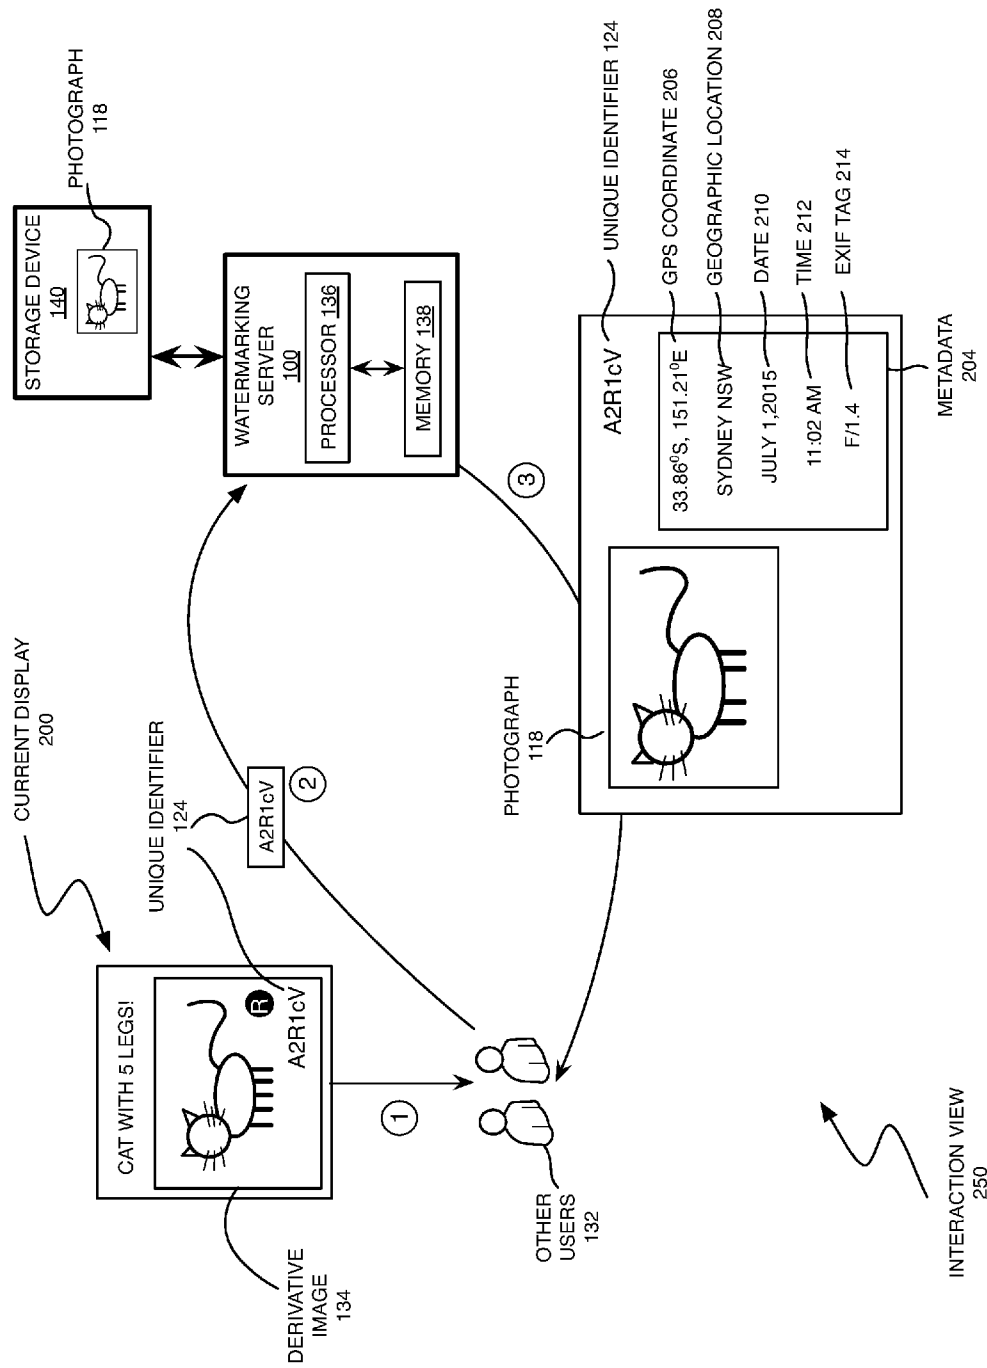 CURRENT DISPLAY
200
CAT WITH 5 LEGS!
R
A2R1cV
DERIVATIVE
IMAGE
134
UNIQUE IDENTIFIER
124
A2R1cV
1
2
3
OTHER
USERS
132
STORAGE DEVICE
140
PHOTOGRAPH
118
WATERMARKING
SERVER
100
PROCESSOR 136
MEMORY 138
PHOTOGRAPH
118
A2R1cV
UNIQUE IDENTIFIER 124
33.86⁰S, 151.21⁰E
GPS COORDINATE 206
SYDNEY NSW
GEOGRAPHIC LOCATION 208
JULY 1,2015
DATE 210
11:02 AM
TIME 212
F/1.4
EXIF TAG 214
METADATA
204
INTERACTION VIEW
250